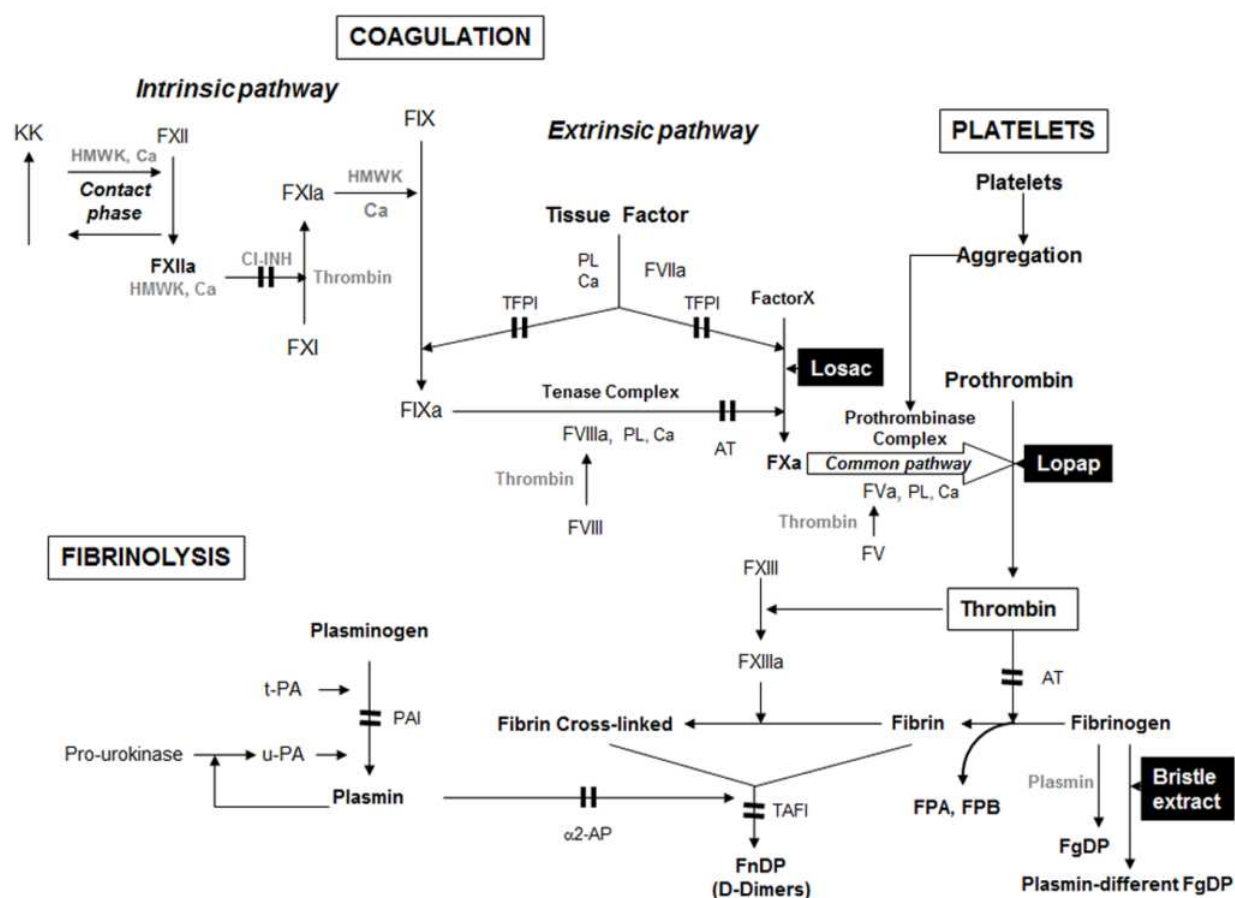 COAGULATION
Intrinsic pathway
Extrinsic pathway
PLATELETS
KK
FXII
HMWK, Ca
Contact
phase
FXIIa
HMWK, Ca
CI-INH
FXIa
Thrombin
FXI
HMWK
Ca
FIX
FIXa
Tissue Factor
PL
Ca
FVIIa
TFPI
TFPI
FactorX
Losac
Tenase Complex
FVIIIa, PL, Ca
AT
Thrombin
FVIII
FXa
Platelets
Aggregation
Prothrombin
Prothrombinase
Complex
Common pathway
Lopap
FVa, PL, Ca
Thrombin
FV
FIBRINOLYSIS
FXIII
Thrombin
FXIIIa
AT
Plasminogen
t-PA
PAI
Pro-urokinase
u-PA
Plasmin
α2-AP
Fibrin Cross-linked
Fibrin
Fibrinogen
TAFI
FnDP
(D-Dimers)
FPA, FPB
Plasmin
Bristle
extract
FgDP
Plasmin-different FgDP